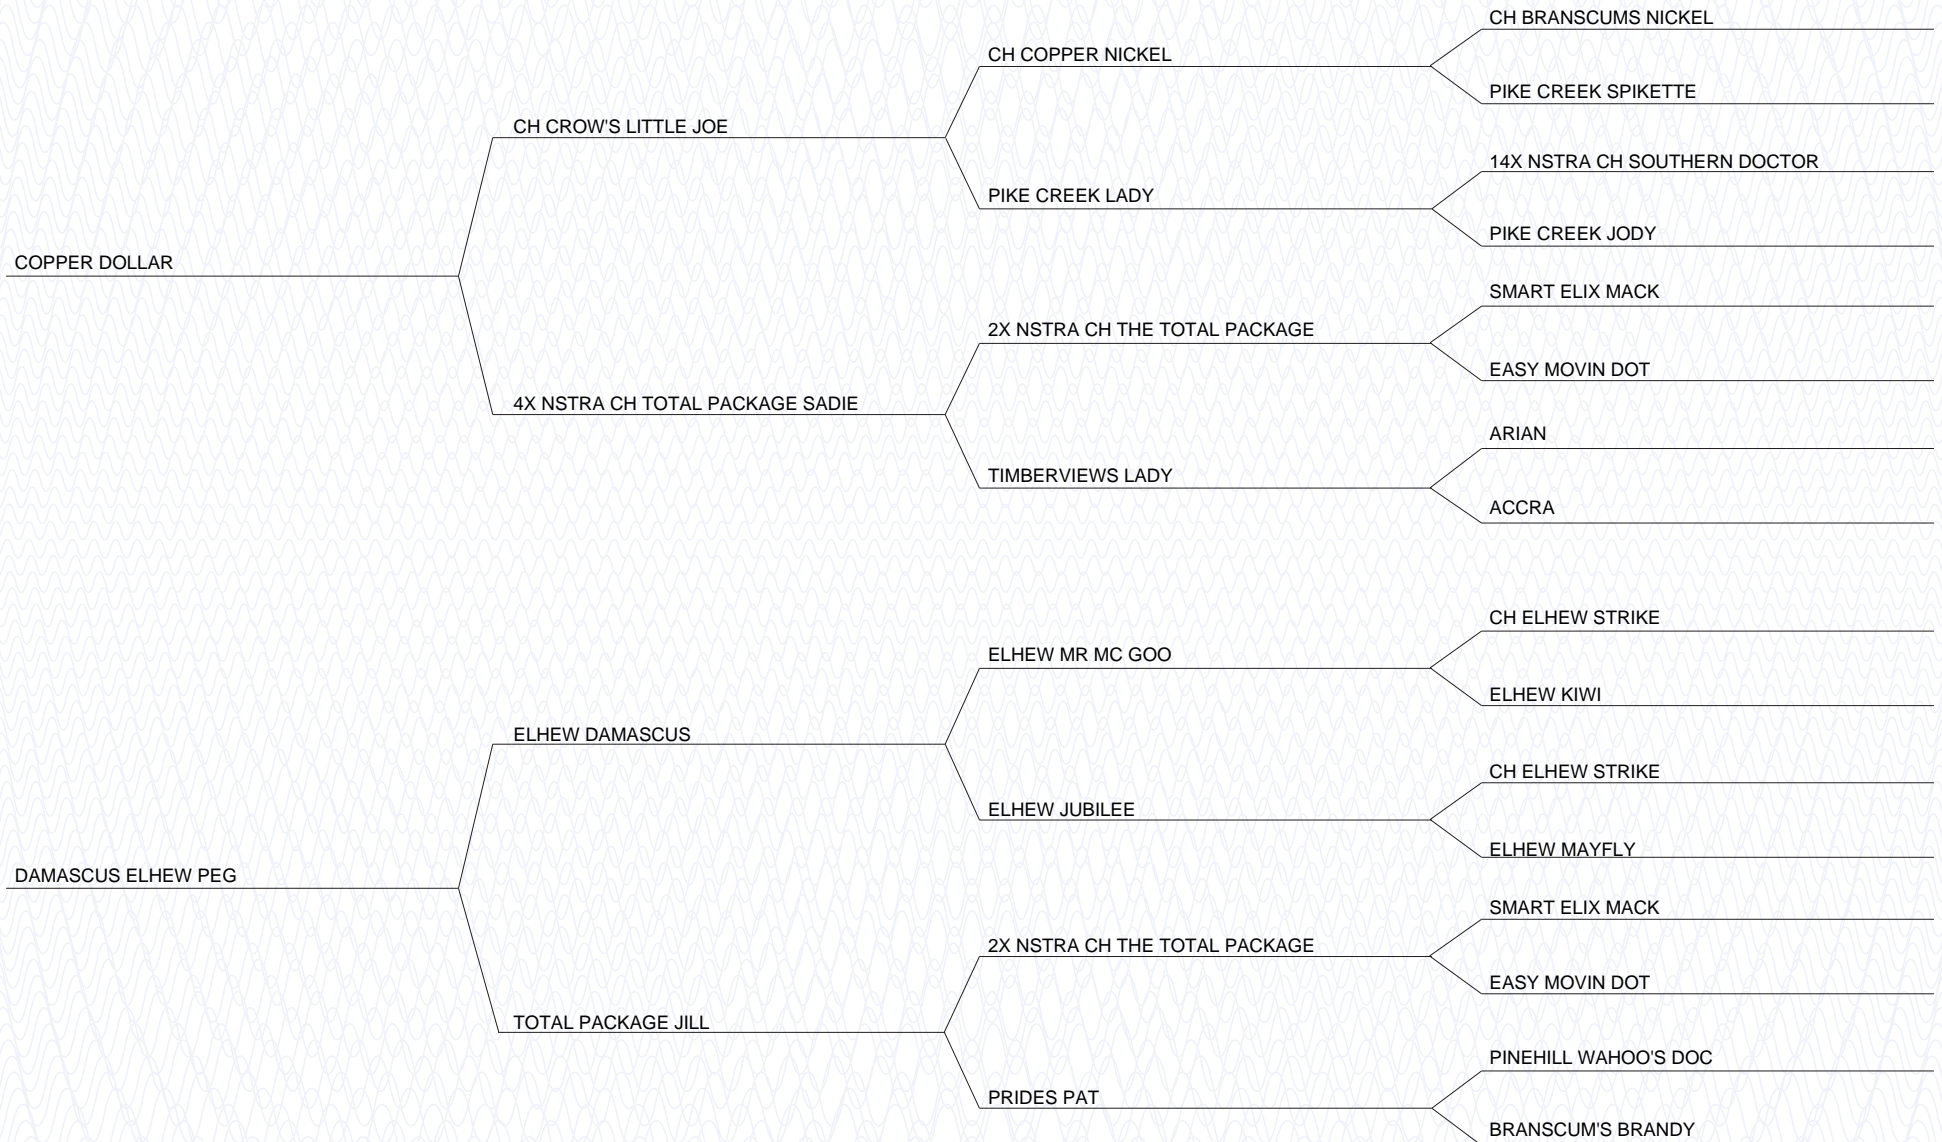 CH BRANSCUMS NICKEL
CH COPPER NICKEL
PIKE CREEK SPIKETTE
CH CROW'S LITTLE JOE
14X NSTRA CH SOUTHERN DOCTOR
PIKE CREEK LADY
PIKE CREEK JODY
COPPER DOLLAR
SMART ELIX MACK
2X NSTRA CH THE TOTAL PACKAGE
EASY MOVIN DOT
4X NSTRA CH TOTAL PACKAGE SADIE
ARIAN
TIMBERVIEWS LADY
ACCRA
CH ELHEW STRIKE
ELHEW MR MC GOO
ELHEW KIWI
ELHEW DAMASCUS
CH ELHEW STRIKE
ELHEW JUBILEE
ELHEW MAYFLY
DAMASCUS ELHEW PEG
SMART ELIX MACK
2X NSTRA CH THE TOTAL PACKAGE
EASY MOVIN DOT
TOTAL PACKAGE JILL
PINEHILL WAHOO'S DOC
PRIDES PAT
BRANSCUM'S BRANDY